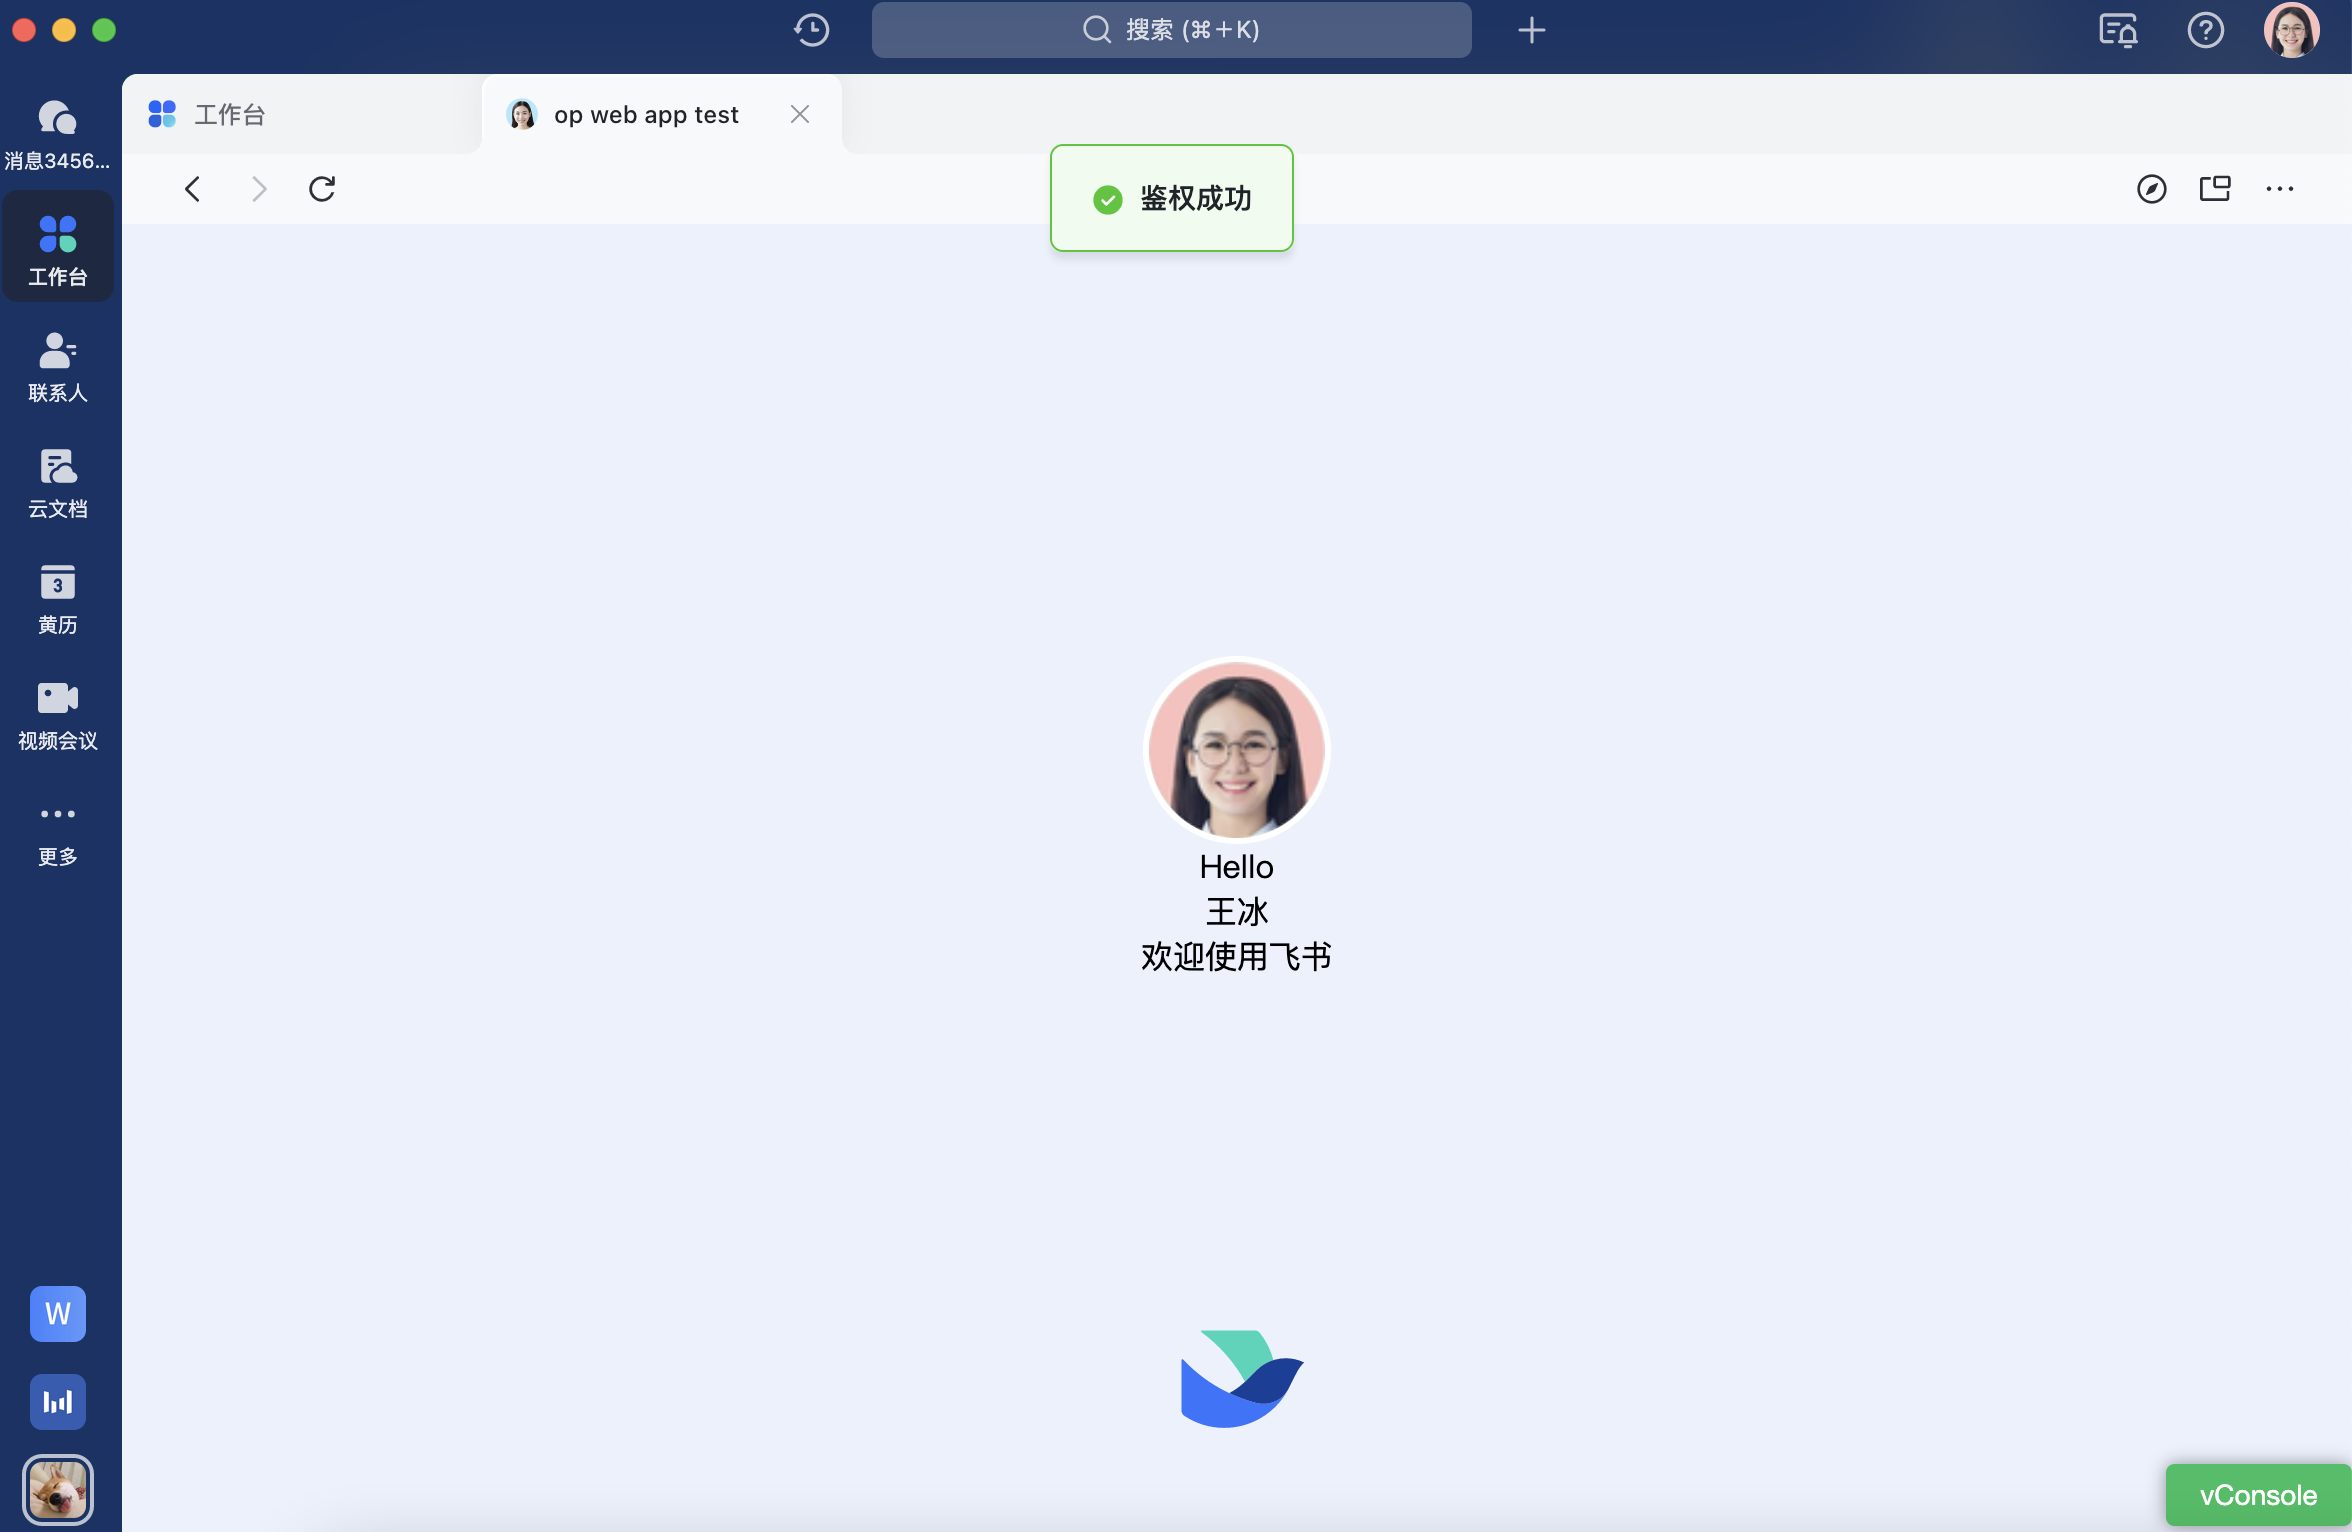 搜索 (⌘+K)
工作台
op web app test
消息3456...
鉴权成功
工作台
联系人
云文档
3
黄历
视频会议
更多
Hello
王冰
欢迎使用飞书
W
vConsole